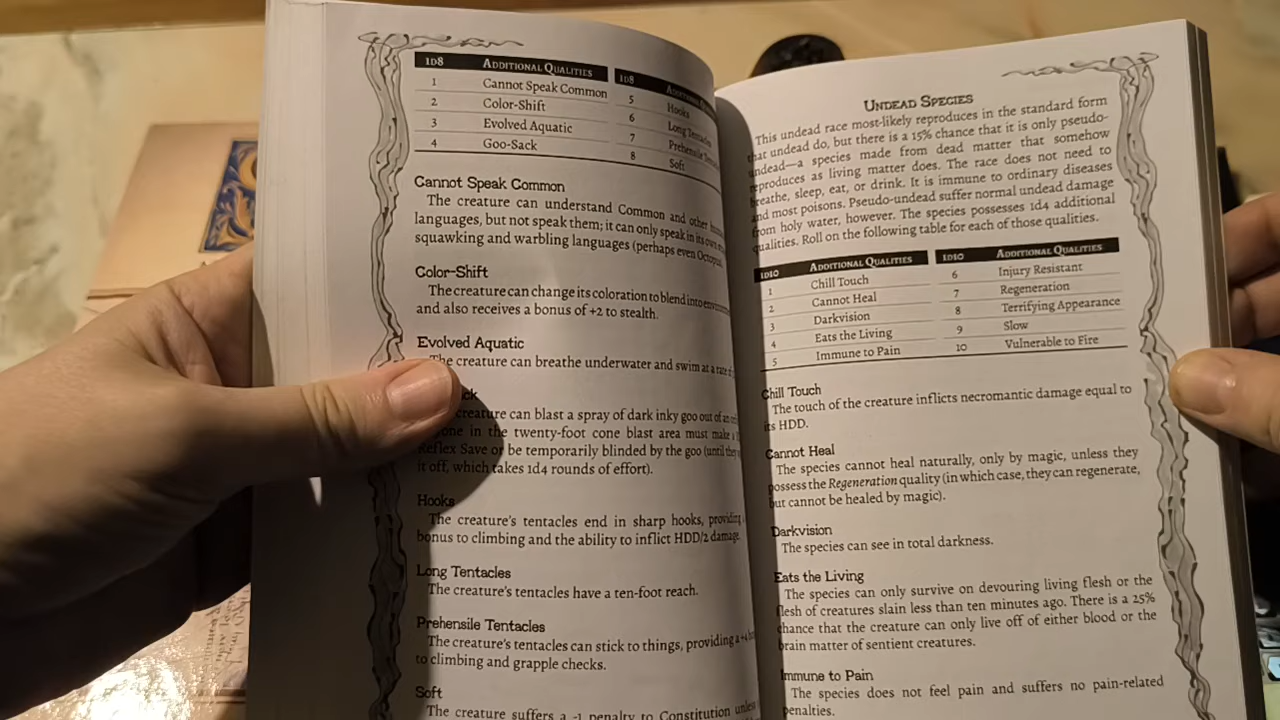 1D8 Additional Qualities
1 Cannot Speak Common
2 Color-Shift
3 Evolved Aquatic
4 Goo-Sack
1D8 Additional
5 Hooks
6 Long Tentacles
7 Prehensile
8 Soft
Cannot Speak Common
The creature can understand Common and other
languages, but not speak them; it can only speak in its own
squawking and warbling languages (perhaps even Octopus
Color-Shift
The creature can change its coloration to blend into
and also receives a bonus of +2 to stealth.
Evolved Aquatic
The creature can breathe underwater and swim at a rate
creature can blast a spray of dark inky goo out of
in the twenty-foot cone blast area must make a
Reflex Save or be temporarily blinded by the goo (until they
it off, which takes 1d4 rounds of effort).
Hooks
The creature's tentacles end in sharp hooks, providing
bonus to climbing and the ability to inflict HDD/2 damage.
Long Tentacles
The creature's tentacles have a ten-foot reach.
Prehensile Tentacles
The creature's tentacles can stick to things, providing a +4
to climbing and grapple checks.
Soft
The creature suffers a -1 penalty to Constitution unless
Undead Species
This undead race most-likely reproduces in the standard form
that undead do, but there is a 15% chance that it is only pseudo-
undead—a species made from dead matter that somehow
reproduces as living matter does. The race does not need to
breathe, sleep, eat, or drink. It is immune to ordinary diseases
and most poisons. Pseudo-undead suffer normal undead damage
from holy water, however. The species possesses 1d4 additional
qualities. Roll on the following table for each of those qualities.
1D10 Additional Qualities
1 Chill Touch
2 Cannot Heal
3 Darkvision
4 Eats the Living
5 Immune to Pain
1D10 Additional Qualities
6 Injury Resistant
7 Regeneration
8 Terrifying Appearance
9 Slow
10 Vulnerable to Fire
Chill Touch
The touch of the creature inflicts necromantic damage equal to
its HDD.
Cannot Heal
The species cannot heal naturally, only by magic, unless they
possess the Regeneration quality (in which case, they can regenerate,
but cannot be healed by magic).
Darkvision
The species can see in total darkness.
Eats the Living
The species can only survive on devouring living flesh or the
flesh of creatures slain less than ten minutes ago. There is a 25%
chance that the creature can only live off of either blood or the
brain matter of sentient creatures.
Immune to Pain
The species does not feel pain and suffers no pain-related
penalties.